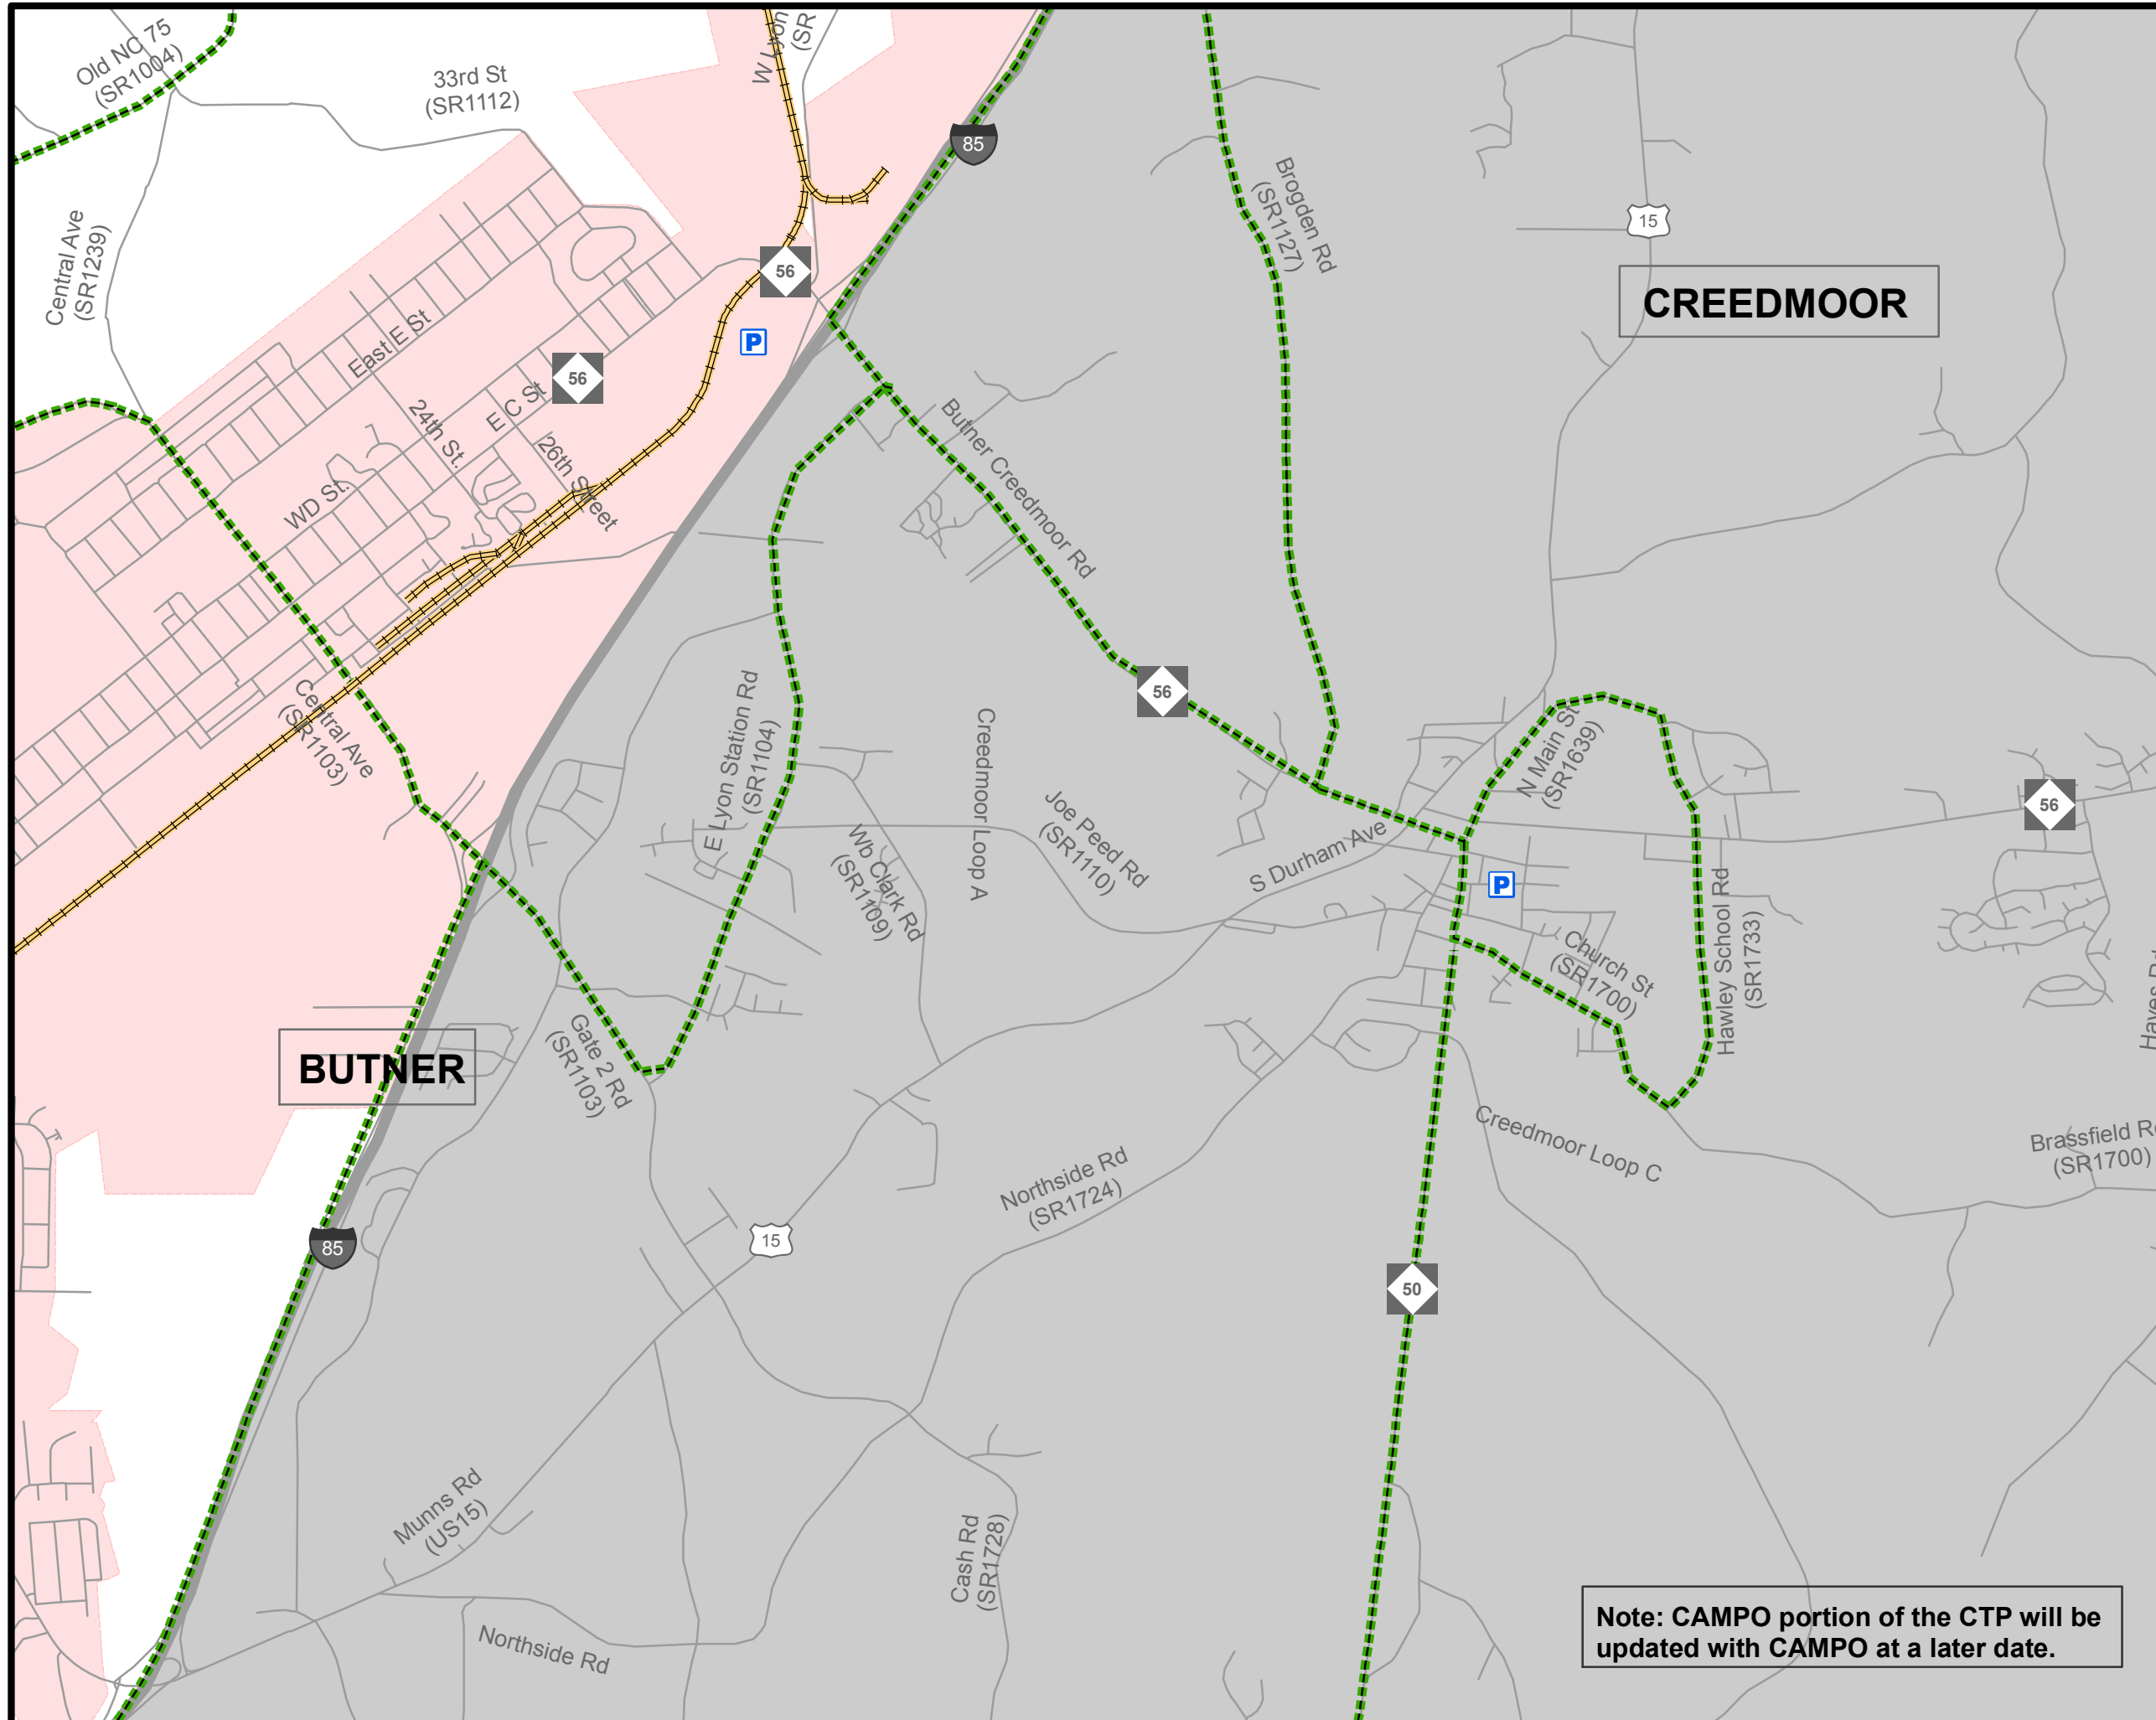 Old NC 75
(SR1004)
33rd St
(SR1112)
W Lyon
(SR
85
Brogden Rd
(SR1127)
15
Central Ave
(SR1239)
56
CREEDMOOR
P
East E St
56
24th St.
E C St
26th Street
Butner Creedmoor Rd
WD St.
56
Central Ave
(SR1103)
E Lyon Station Rd
(SR1104)
Creedmoor Loop A
Joe Peed Rd
(SR1110)
N Main St
(SR1639)
56
Wb Clark Rd
(SR1109)
S Durham Ave
P
Church St
(SR1700)
Hawley School Rd
(SR1733)
Hayes Rd
BUTNER
Gate 2 Rd
(SR1103)
Creedmoor Loop C
Brassfield R
(SR1700)
Northside Rd
(SR1724)
85
15
50
Munns Rd
(US15)
Cash Rd
(SR1728)
Northside Rd
Note: CAMPO portion of the CTP will be
updated with CAMPO at a later date.